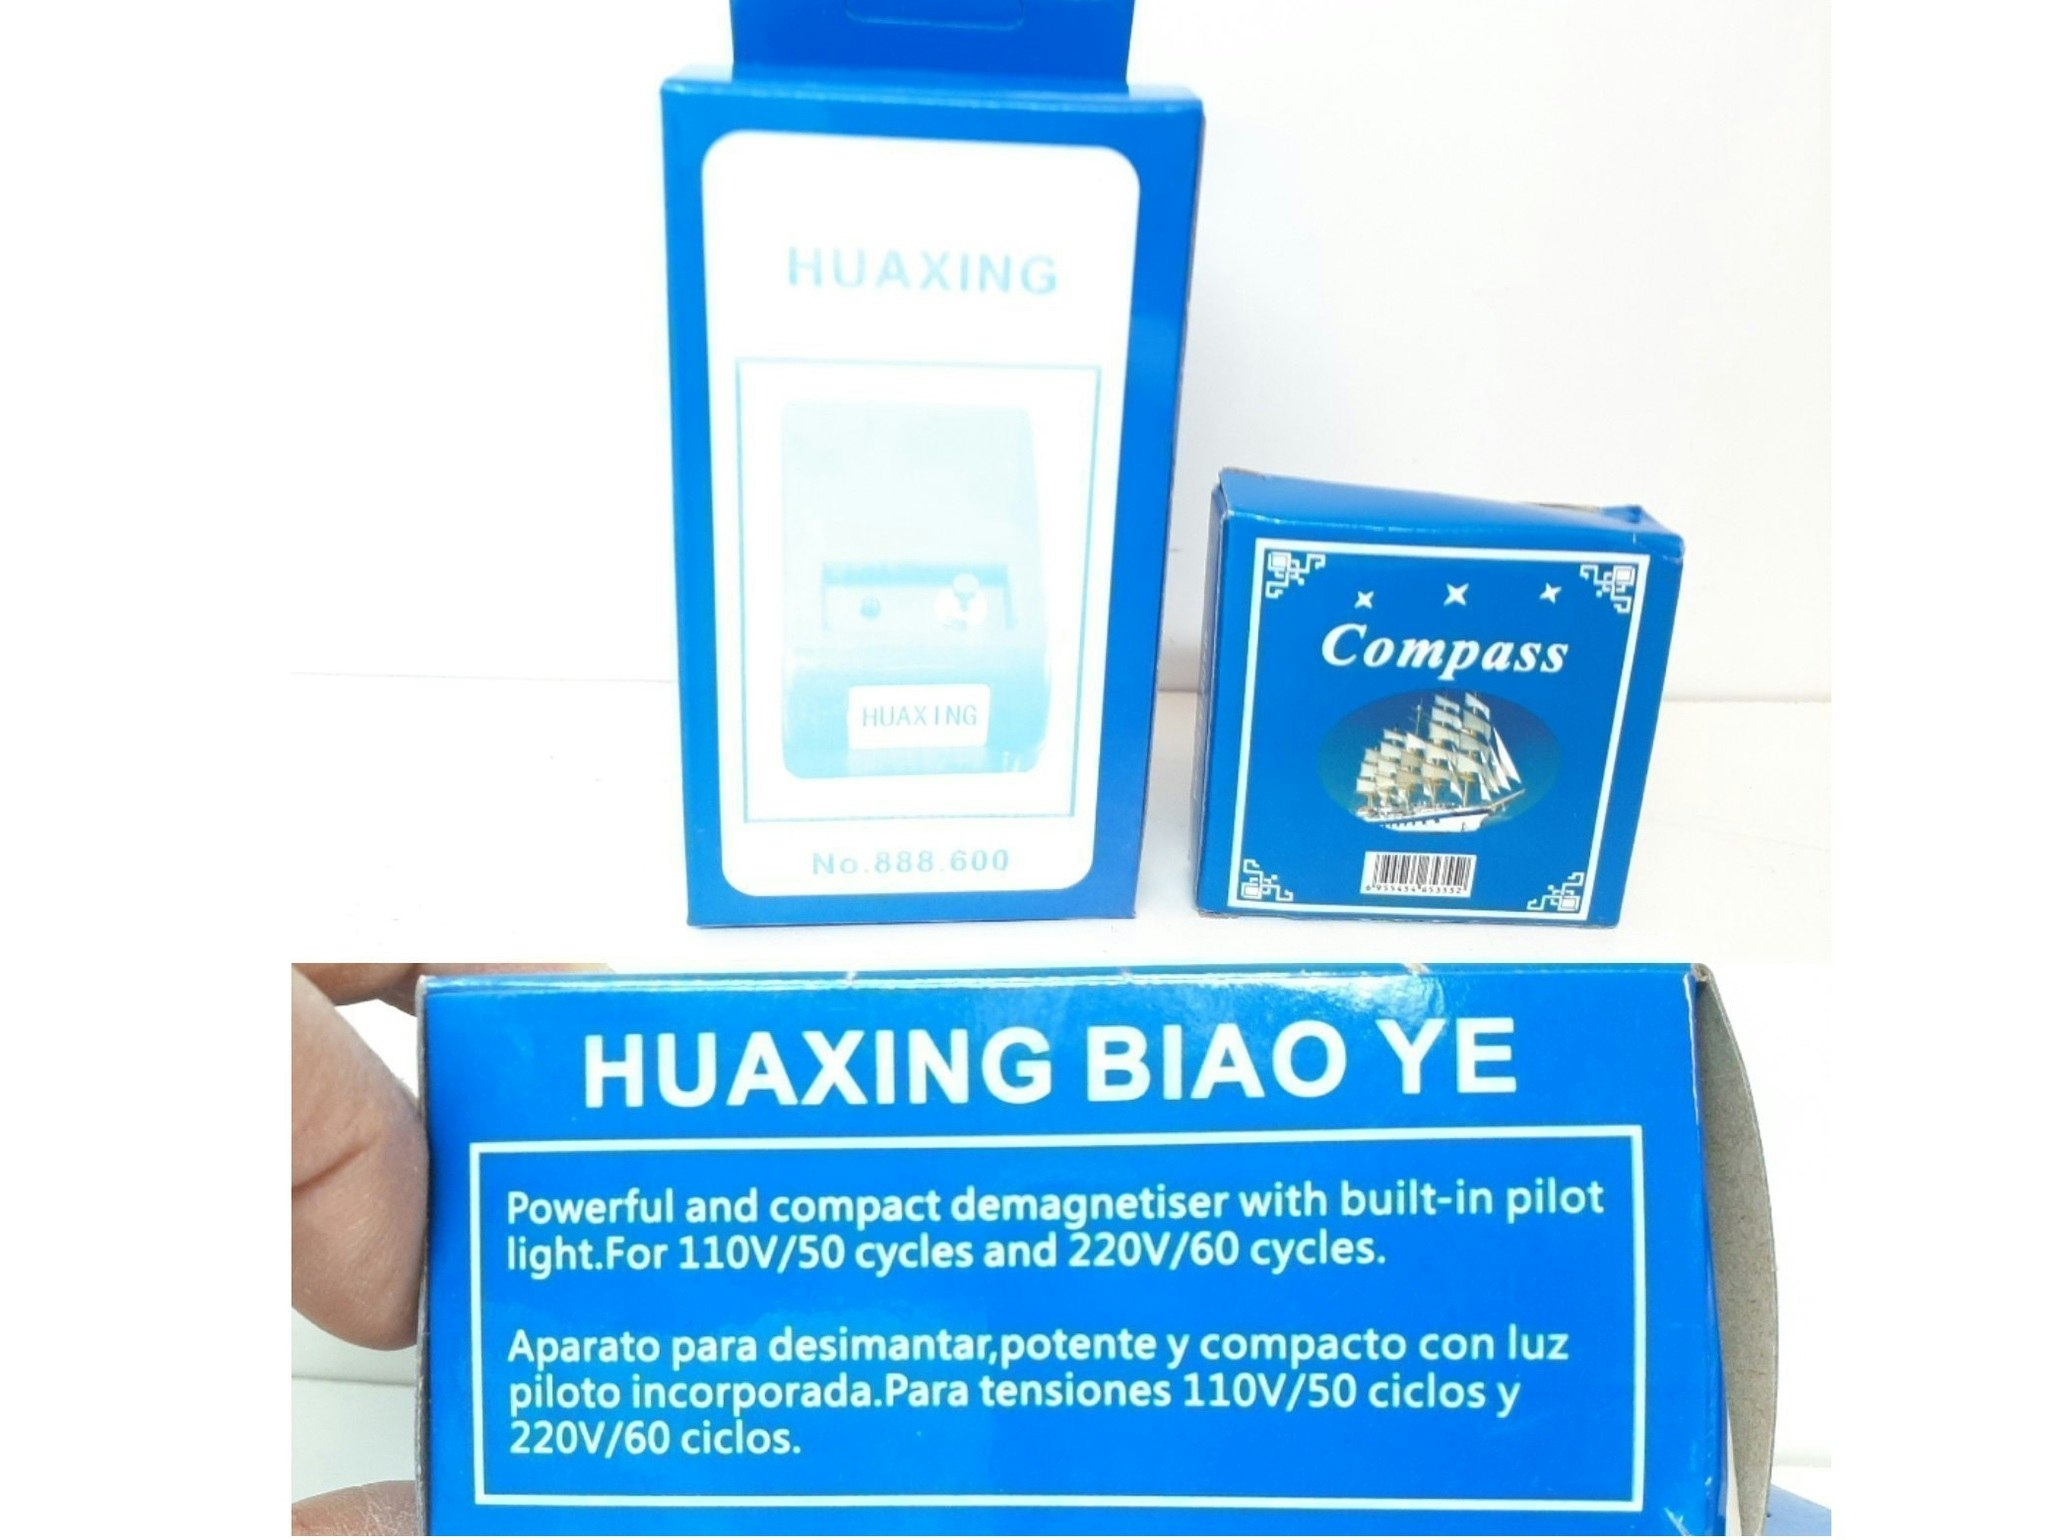 HUAXING
HUAXING
No.888.600
Compass
HUAXING BIAO YE
Powerful and compact demagnetiser with built-in pilot
light.For 110V/50 cycles and 220V/60 cycles.
Aparato para desimantar,potente y compacto con luz
piloto incorporada.Para tensiones 110V/50 ciclos y
220V/60 ciclos.